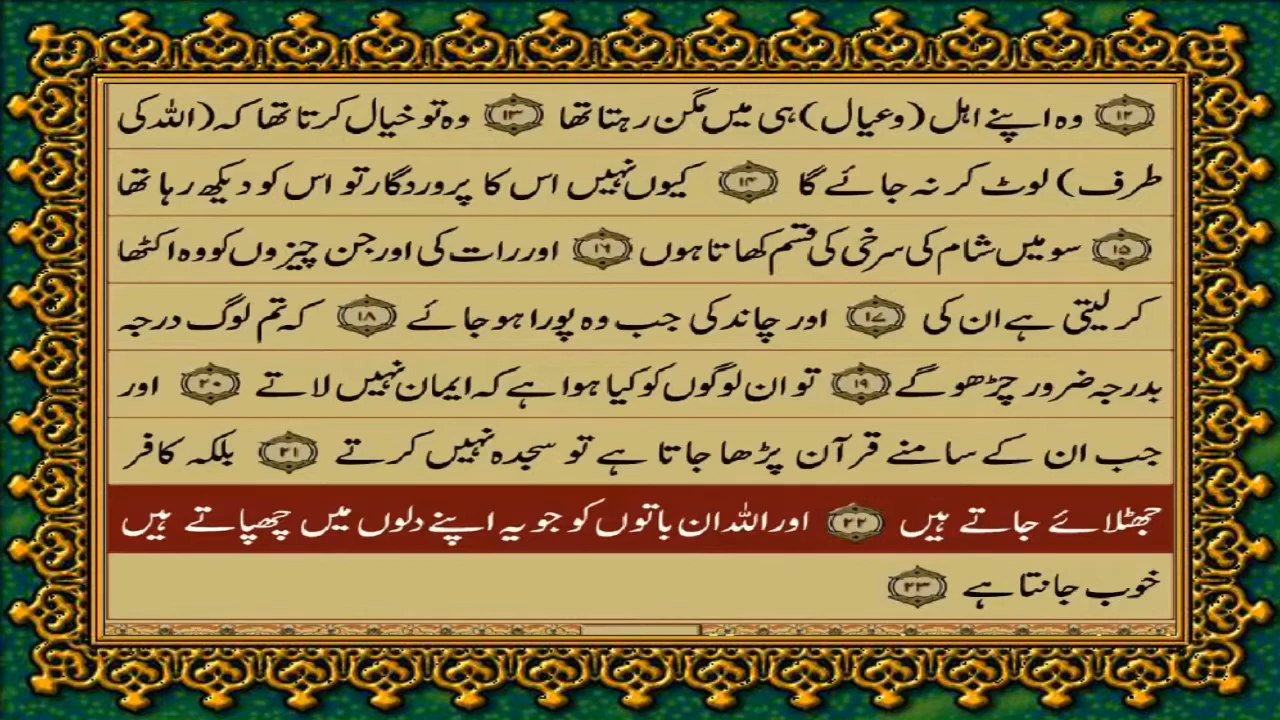 ۱۲ وہ اپنے اہل (و عیال) ہی میں مگن رہتا تھا ۱۳ وہ تو خیال کرتا تھا کہ (اللہ کی
طرف) لوٹ کر نہ جائے گا ۱۴ کیوں نہیں اس کا پروردگار تو اس کو دیکھ رہا تھا
۱۵ سو میں شام کی سرخی کی قسم کھاتا ہوں ۱۶ اور رات کی اور جن چیزوں کو وہ اکٹھا
کر لیتی ہے ان کی ۱۷ اور چاند کی جب وہ پورا ہو جائے ۱۸ کہ تم لوگ درجہ
بدرجہ ضرور چڑھو گے ۱۹ تو ان لوگوں کو کیا ہوا ہے کہ ایمان نہیں لاتے ۲۰ اور
جب ان کے سامنے قرآن پڑھا جاتا ہے تو سجدہ نہیں کرتے ۲۱ بلکہ کافر
جھٹلائے جاتے ہیں ۲۲ اور اللہ ان باتوں کو جو یہ اپنے دلوں میں چھپاتے ہیں
خوب جانتا ہے ۲۳